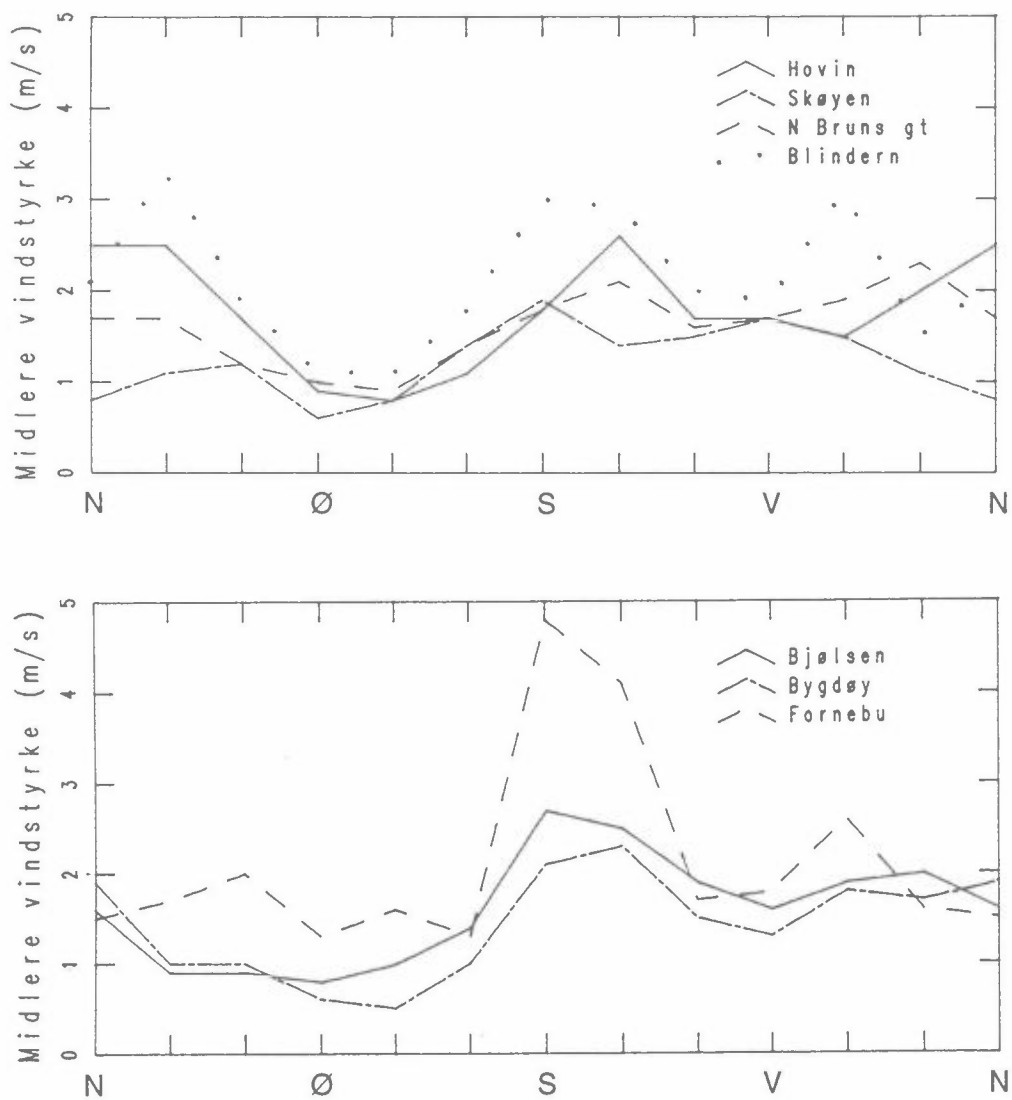 Midlere vindstyrke (m/s)
5
4
3
2
1
0
Hovin
Skøyen
N Bruns gt
Blindern
N Ø S V N
Midlere vindstyrke (m/s)
5
4
3
2
1
0
Bjølsen
Bygdøy
Fornebu
N Ø S V N